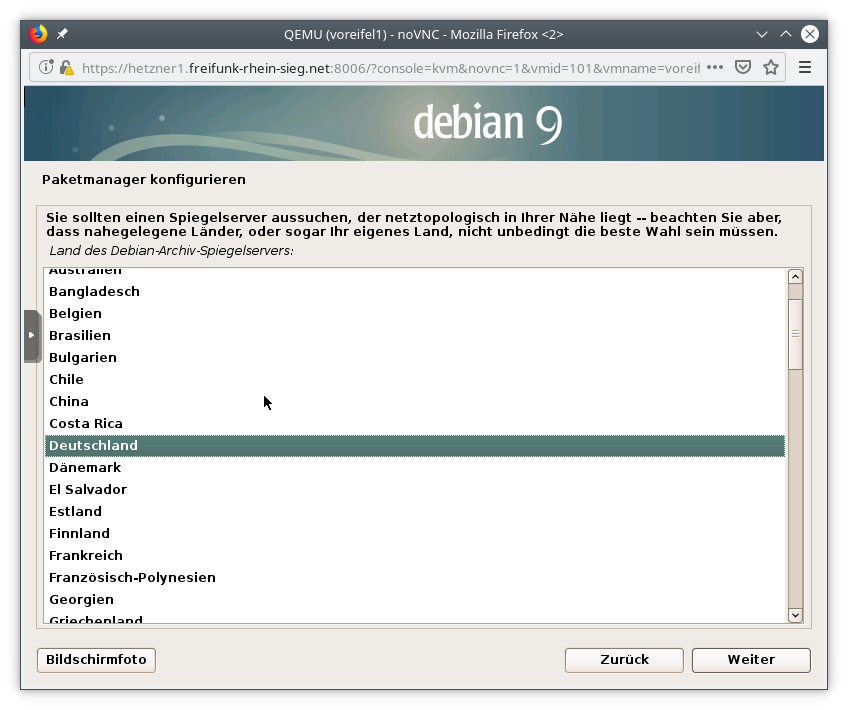 QEMU (voreifel1) - noVNC - Mozilla Firefox <2>
https://hetzner1.freifunk-rhein-sieg.net:8006/?console=kvm&novnc=1&vmid=101&vmname=voreif
debian 9
Paketmanager konfigurieren
Sie sollten einen Spiegelserver aussuchen, der netztopologisch in Ihrer Nähe liegt -- beachten Sie aber,
dass nahegelegene Länder, oder sogar Ihr eigenes Land, nicht unbedingt die beste Wahl sein müssen.
Land des Debian-Archiv-Spiegelservers:
Australien
Bangladesch
Belgien
Brasilien
Bulgarien
Chile
China
Costa Rica
Deutschland
Dänemark
El Salvador
Estland
Finnland
Frankreich
Französisch-Polynesien
Georgien
Griechenland
Bildschirmfoto
Zurück
Weiter